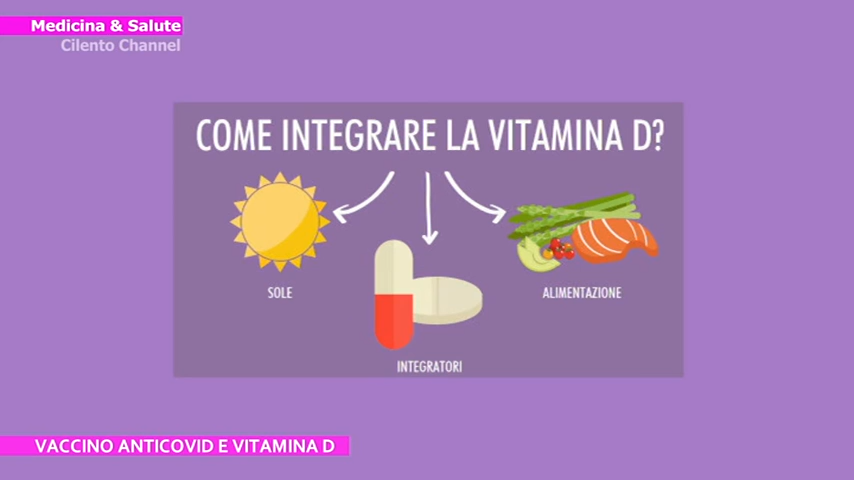 Medicina & Salute
Cilento Channel
COME INTEGRARE LA VITAMINA D?
SOLE
ALIMENTAZIONE
INTEGRATORI
VACCINO ANTICOVID E VITAMINA D